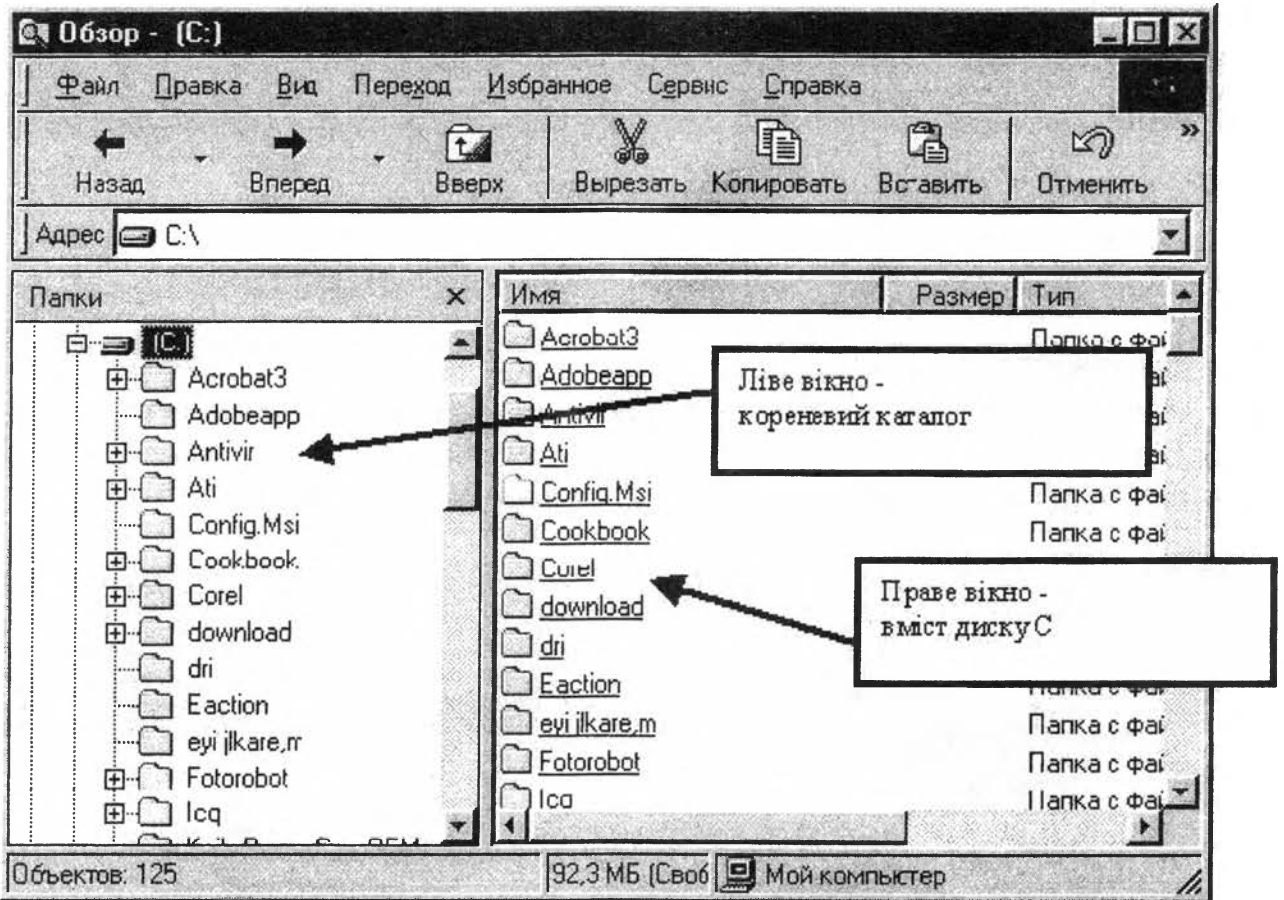 Обзор - (C:)
Файл Правка Вид Переход Избранное Сервис Справка
Назад Вперед Вверх Вырезать Копировать Вставить Отменить »
Адрес C:\
Папки
(C:)
Acrobat3
Adobeapp
Antivir
Ati
Config.Msi
Cookbook
Corel
download
dri
Eaction
eyi jlkare,m
Fotorobot
Icq
Имя Размер Тип
Acrobat3 Папка с фай
Adobeapp
Antivir
Ati
Config.Msi Папка с фай
Cookbook Папка с фай
Corel
download
dri
Eaction Папка с фай
eyi jlkare,m Папка с фай
Fotorobot Папка с фай
Icq Папка с фай
Ліве вікно -
кореневий каталог
Праве вікно -
вміст диску С
Объектов: 125 92,3 МБ (Своб Мой компьютер